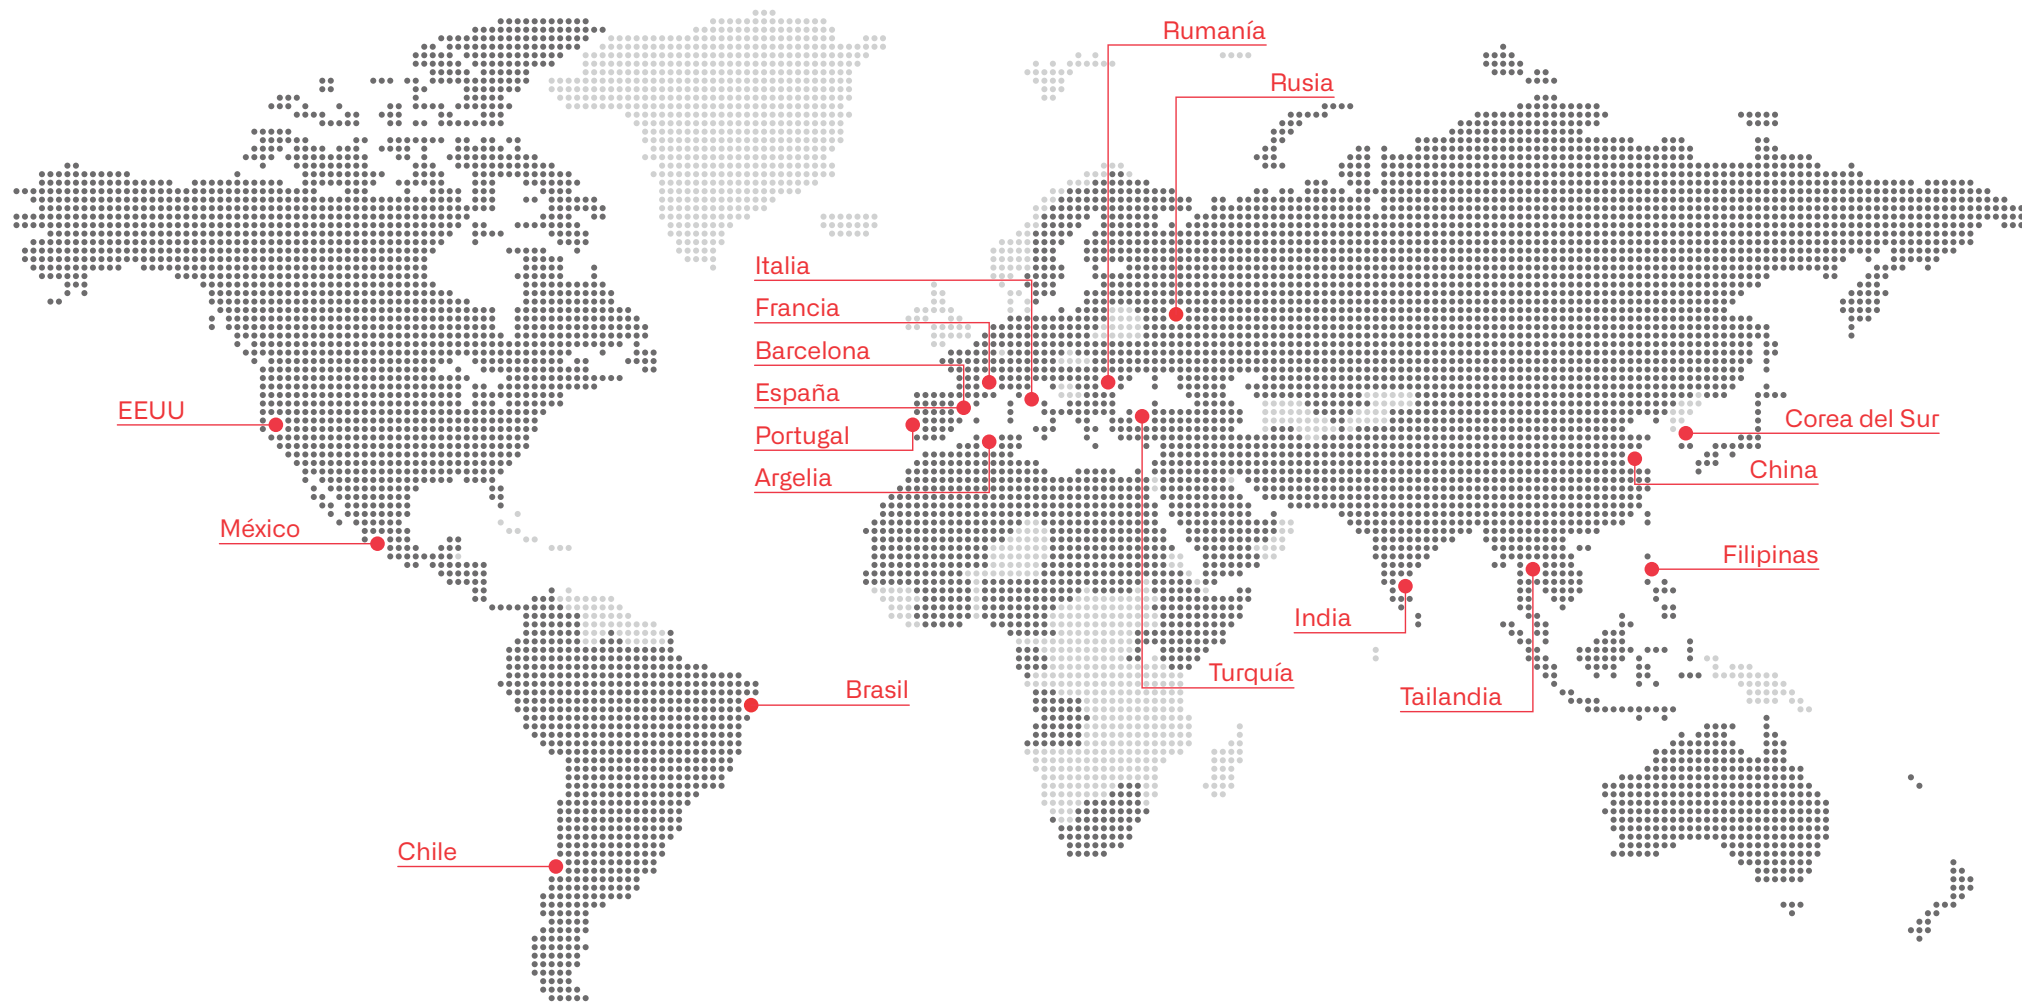 Rumanía
Rusia
Italia
Francia
Barcelona
España
Portugal
Argelia
EEUU
México
Corea del Sur
China
Filipinas
India
Turquía
Tailandia
Brasil
Chile